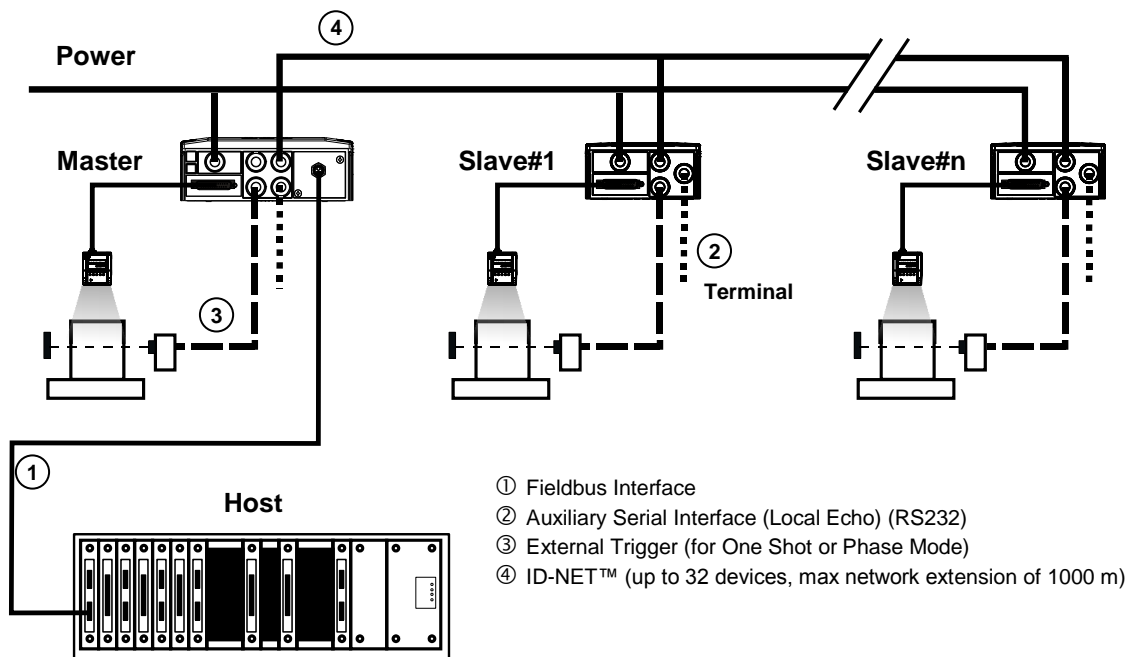 ④
Power
Master
Slave#1
Slave#n
②
Terminal
③
①
Host
① Fieldbus Interface
② Auxiliary Serial Interface (Local Echo) (RS232)
③ External Trigger (for One Shot or Phase Mode)
④ ID-NET™ (up to 32 devices, max network extension of 1000 m)